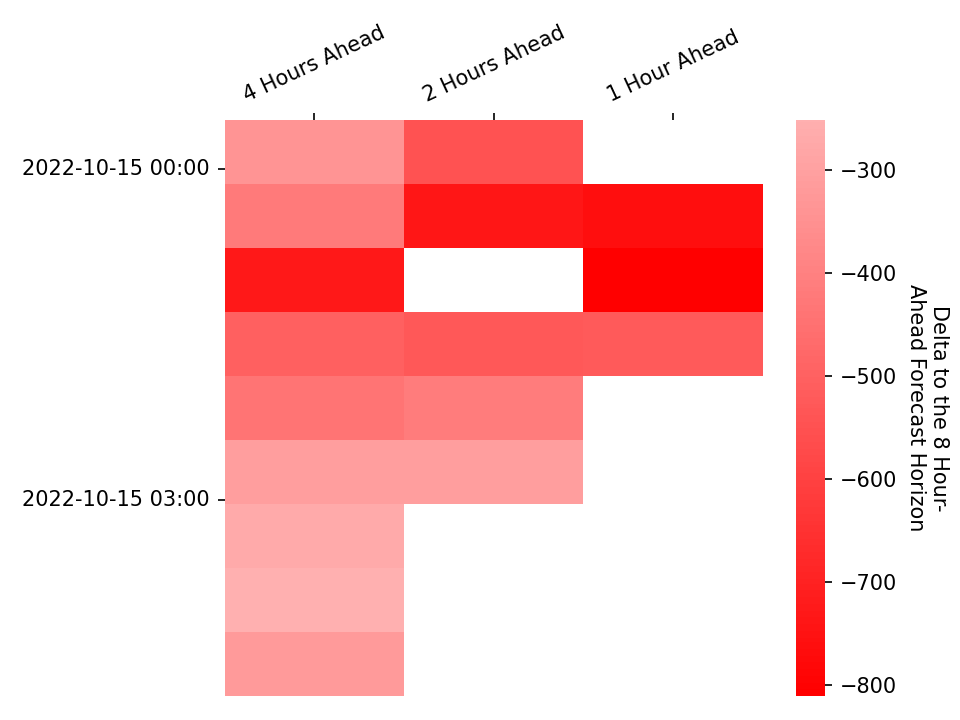 4 Hours Ahead
2 Hours Ahead
1 Hour Ahead
2022-10-15 00:00
2022-10-15 03:00
−300
−400
−500
−600
−700
−800
Delta to the 8 Hour-
Ahead Forecast Horizon